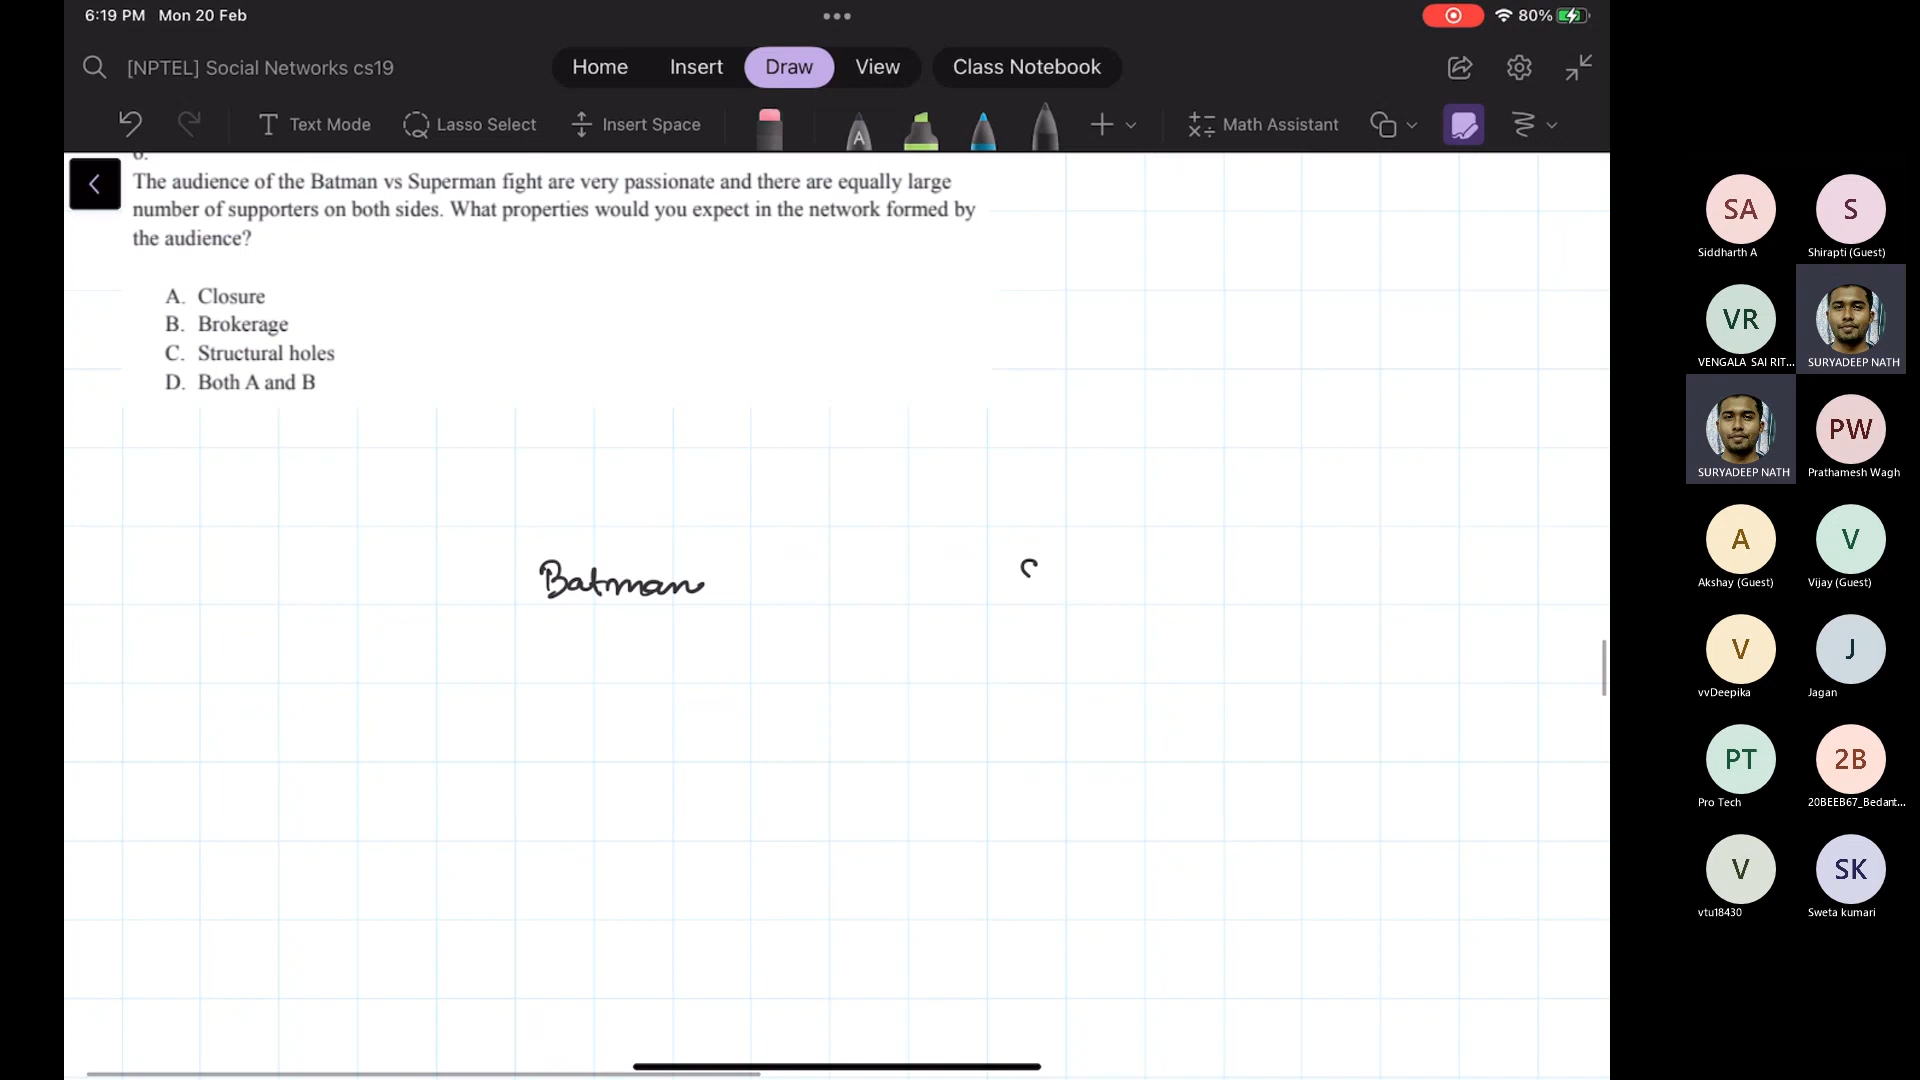 6:19 PM Mon 20 Feb
80%
[NPTEL] Social Networks cs19
Home Insert Draw View Class Notebook
Text Mode Lasso Select Insert Space A Math Assistant
6.
The audience of the Batman vs Superman fight are very passionate and there are equally large
number of supporters on both sides. What properties would you expect in the network formed by
the audience?
A. Closure
B. Brokerage
C. Structural holes
D. Both A and B
Batman
SA S
Siddharth A Shirapti (Guest)
VR
VENGALA SAI RIT... SURYADEEP NATH
PW
SURYADEEP NATH Prathamesh Wagh
A V
Akshay (Guest) Vijay (Guest)
V J
vvDeepika Jagan
PT 2B
Pro Tech 20BEEB67_Bedant...
V SK
vtu18430 Sweta kumari